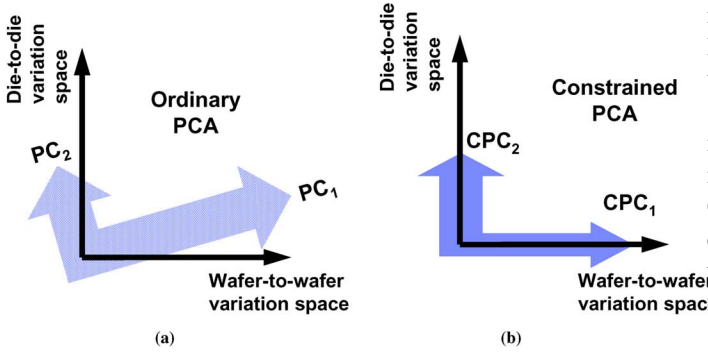 Die-to-die
variation
space
Ordinary
PCA
PC2
PC1
Wafer-to-wafer
variation space
(a)
Die-to-die
variation
space
Constrained
PCA
CPC2
CPC1
Wafer-to-wafer
variation spac
(b)